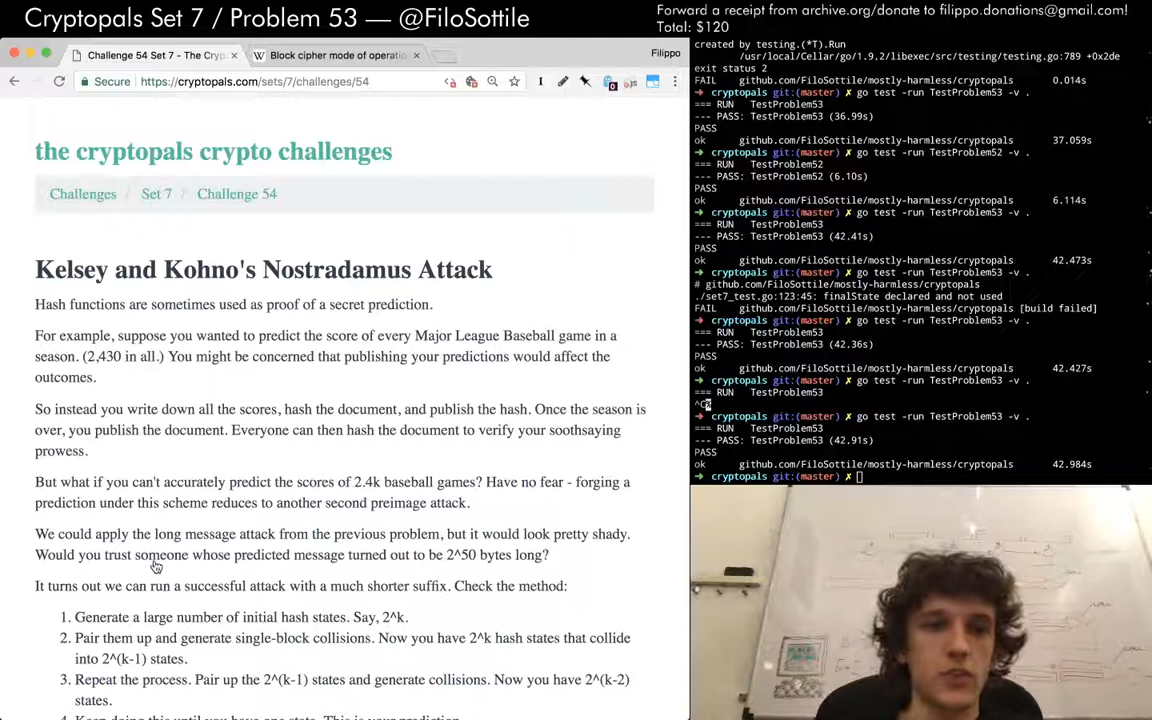 Cryptopals Set 7 / Problem 53 — @FiloSottile
Forward a receipt from archive.org/donate to filippo.donations@gmail.com!
Total: $120
Challenge 54 Set 7 - The Cryp
Block cipher mode of operatio
Filippo
Secure
https://cryptopals.com/sets/7/challenges/54
the cryptopals crypto challenges
Challenges / Set 7 / Challenge 54
Kelsey and Kohno's Nostradamus Attack
Hash functions are sometimes used as proof of a secret prediction.
For example, suppose you wanted to predict the score of every Major League Baseball game in a
season. (2,430 in all.) You might be concerned that publishing your predictions would affect the
outcomes.
So instead you write down all the scores, hash the document, and publish the hash. Once the season is
over, you publish the document. Everyone can then hash the document to verify your soothsaying
prowess.
But what if you can't accurately predict the scores of 2.4k baseball games? Have no fear - forging a
prediction under this scheme reduces to another second preimage attack.
We could apply the long message attack from the previous problem, but it would look pretty shady.
Would you trust someone whose predicted message turned out to be 2^50 bytes long?
It turns out we can run a successful attack with a much shorter suffix. Check the method:
1. Generate a large number of initial hash states. Say, 2^k.
2. Pair them up and generate single-block collisions. Now you have 2^k hash states that collide
into 2^(k-1) states.
3. Repeat the process. Pair up the 2^(k-1) states and generate collisions. Now you have 2^(k-2)
states.
4. Keep doing this until you have one state. This is your prediction.
created by testing.(*T).Run
/usr/local/Cellar/go/1.9.2/libexec/src/testing/testing.go:789 +0x2de
exit status 2
FAIL github.com/FiloSottile/mostly-harmless/cryptopals 0.014s
➜ cryptopals git:(master) ✗ go test -run TestProblem53 -v .
=== RUN TestProblem53
--- PASS: TestProblem53 (36.99s)
PASS
ok github.com/FiloSottile/mostly-harmless/cryptopals 37.059s
➜ cryptopals git:(master) ✗ go test -run TestProblem52 -v .
=== RUN TestProblem52
--- PASS: TestProblem52 (6.10s)
PASS
ok github.com/FiloSottile/mostly-harmless/cryptopals 6.114s
➜ cryptopals git:(master) ✗ go test -run TestProblem53 -v .
=== RUN TestProblem53
--- PASS: TestProblem53 (42.41s)
PASS
ok github.com/FiloSottile/mostly-harmless/cryptopals 42.473s
➜ cryptopals git:(master) ✗ go test -run TestProblem53 -v .
# github.com/FiloSottile/mostly-harmless/cryptopals
./set7_test.go:123:45: finalState declared and not used
FAIL github.com/FiloSottile/mostly-harmless/cryptopals [build failed]
➜ cryptopals git:(master) ✗ go test -run TestProblem53 -v .
=== RUN TestProblem53
--- PASS: TestProblem53 (42.36s)
PASS
ok github.com/FiloSottile/mostly-harmless/cryptopals 42.427s
➜ cryptopals git:(master) ✗ go test -run TestProblem53 -v .
=== RUN TestProblem53
^C%
➜ cryptopals git:(master) ✗ go test -run TestProblem53 -v .
=== RUN TestProblem53
--- PASS: TestProblem53 (42.91s)
PASS
ok github.com/FiloSottile/mostly-harmless/cryptopals 42.984s
➜ cryptopals git:(master) ✗